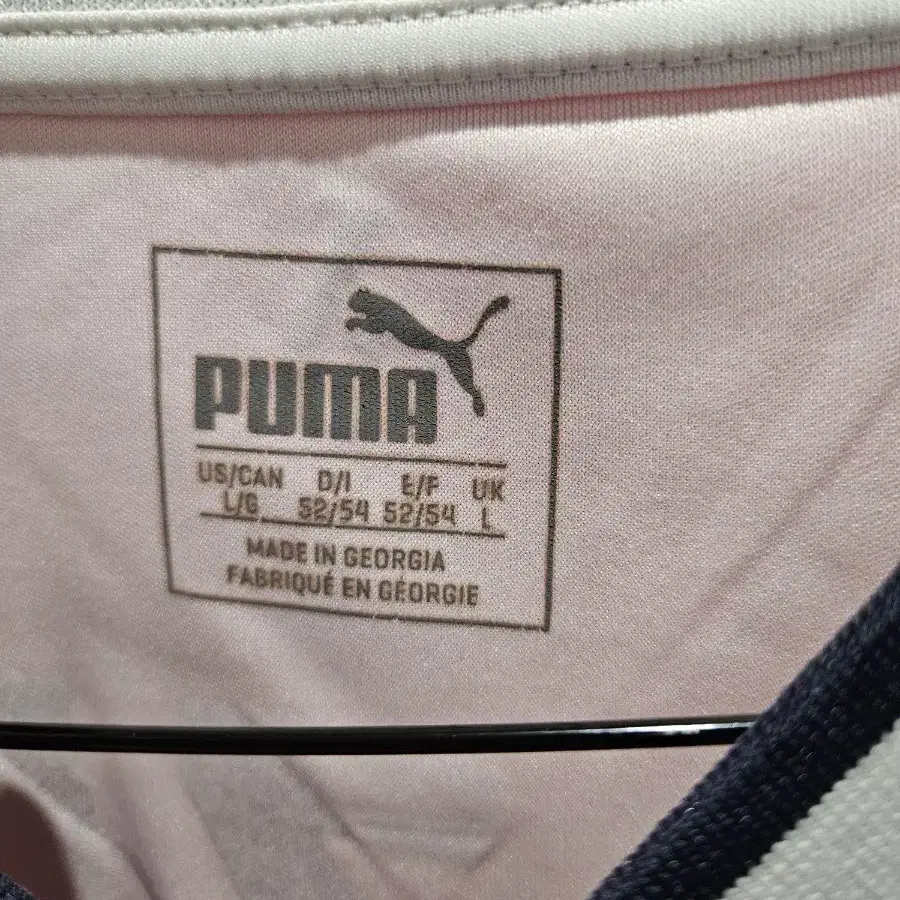 PUMA
US/CAN D/I E/F UK
L/G 52/54 52/54 L
MADE IN GEORGIA
FABRIQUÉ EN GÉORGIE